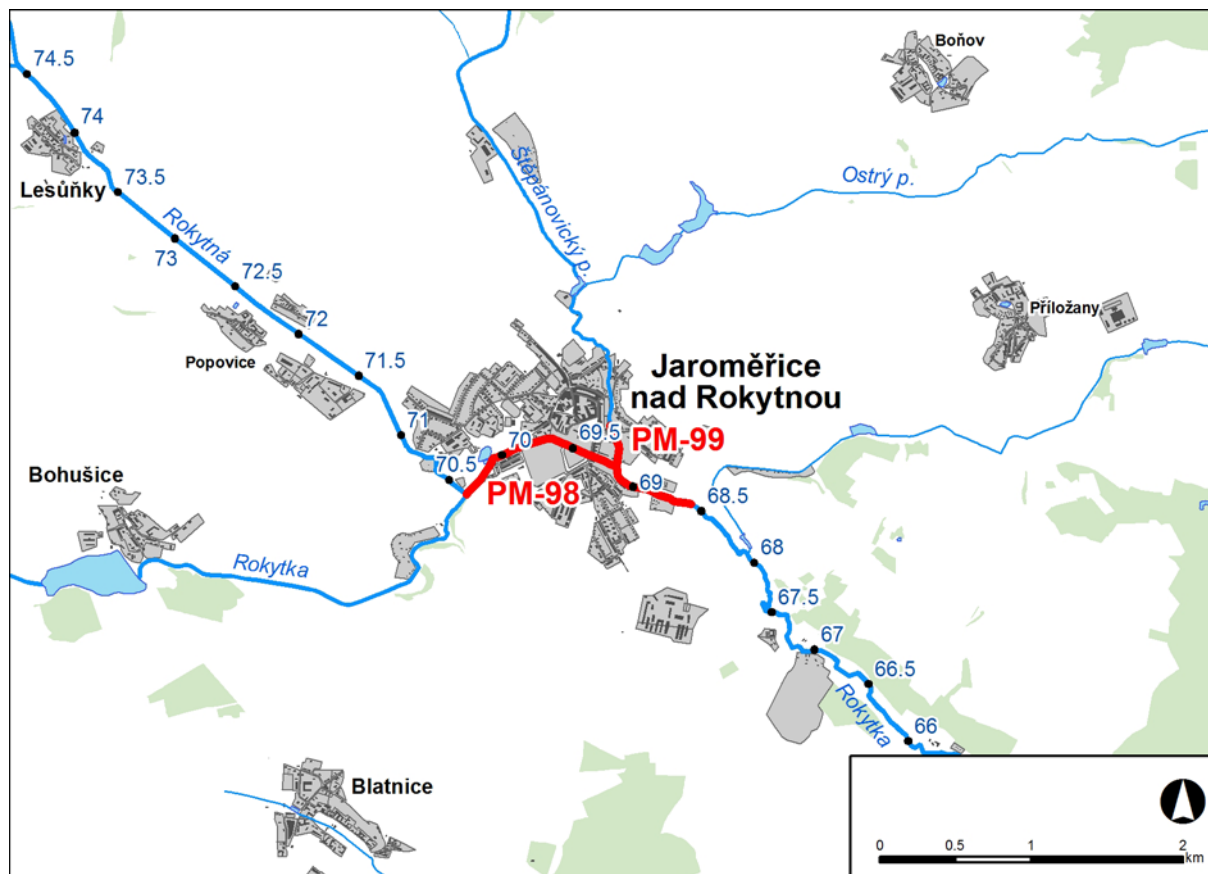 74.5
Boňov
74
Štěpánovický p.
Lesůňky
73.5
Ostrý p.
Rokytná
73
72.5
72
Příložany
Popovice
71.5
Jaroměřice
nad Rokytnou
71
70
69.5
PM-99
70.5
Bohušice
PM-98
69
68.5
Rokytka
68
67.5
67
66.5
Rokytka
66
Blatnice
0
0.5
1
2
km